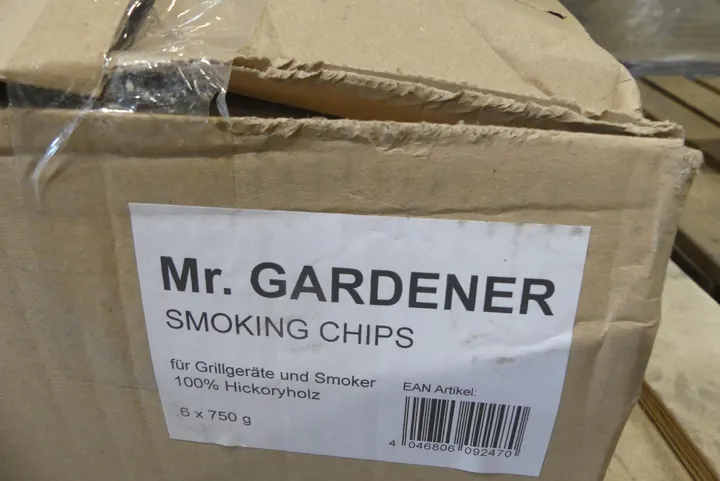 Mr. GARDENER
SMOKING CHIPS
für Grillgeräte und Smoker
100% Hickoryholz
6 x 750 g
EAN Artikel:
4 046806 092470